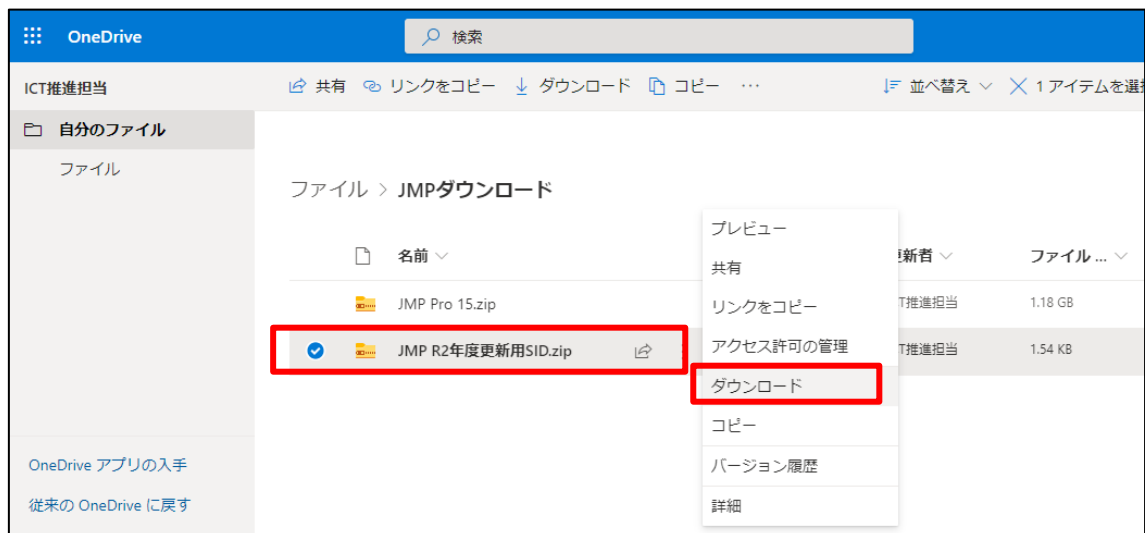 OneDrive
検索
ICT推進担当
共有 リンクをコピー ダウンロード コピー … 並べ替え 1 アイテムを選
自分のファイル
ファイル
ファイル > JMPダウンロード
名前 更新者 ファイル ...
JMP Pro 15.zip T推進担当 1.18 GB
JMP R2年度更新用SID.zip T推進担当 1.54 KB
プレビュー
共有
リンクをコピー
アクセス許可の管理
ダウンロード
コピー
バージョン履歴
詳細
OneDrive アプリの入手
従来の OneDrive に戻す